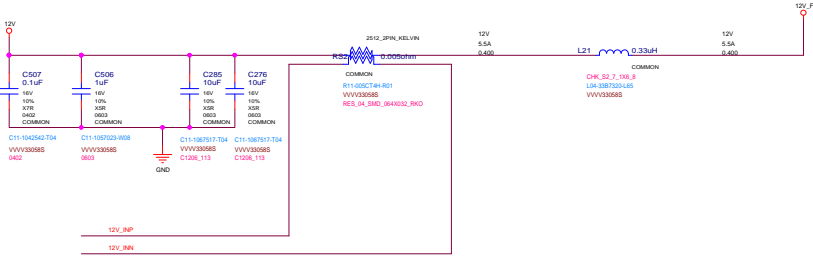 12V
12V_F
2512_2PIN_KELVIN
RS2
0.005ohm
COMMON
R11-005CT4H-R01
VVVV33058S
RES_04_SMD_064X032_RKO
12V
5.5A
0.400
L21
0.33uH
COMMON
CHK_S2_7_1X6_8
L04-33B7320-L65
VVVV33058S
12V
5.5A
0.400
C507
0.1uF
16V
10%
X7R
0402
COMMON
C11-1042542-T04
VVVV33058S
0402
C506
1uF
16V
10%
X5R
0603
COMMON
C11-1057023-W08
VVVV33058S
0603
C285
10uF
16V
10%
X5R
0603
COMMON
C11-1067517-T04
VVVV33058S
C1206_113
C276
10uF
16V
10%
X5R
0603
COMMON
C11-1067517-T04
VVVV33058S
C1206_113
GND
12V_INP
12V_INN